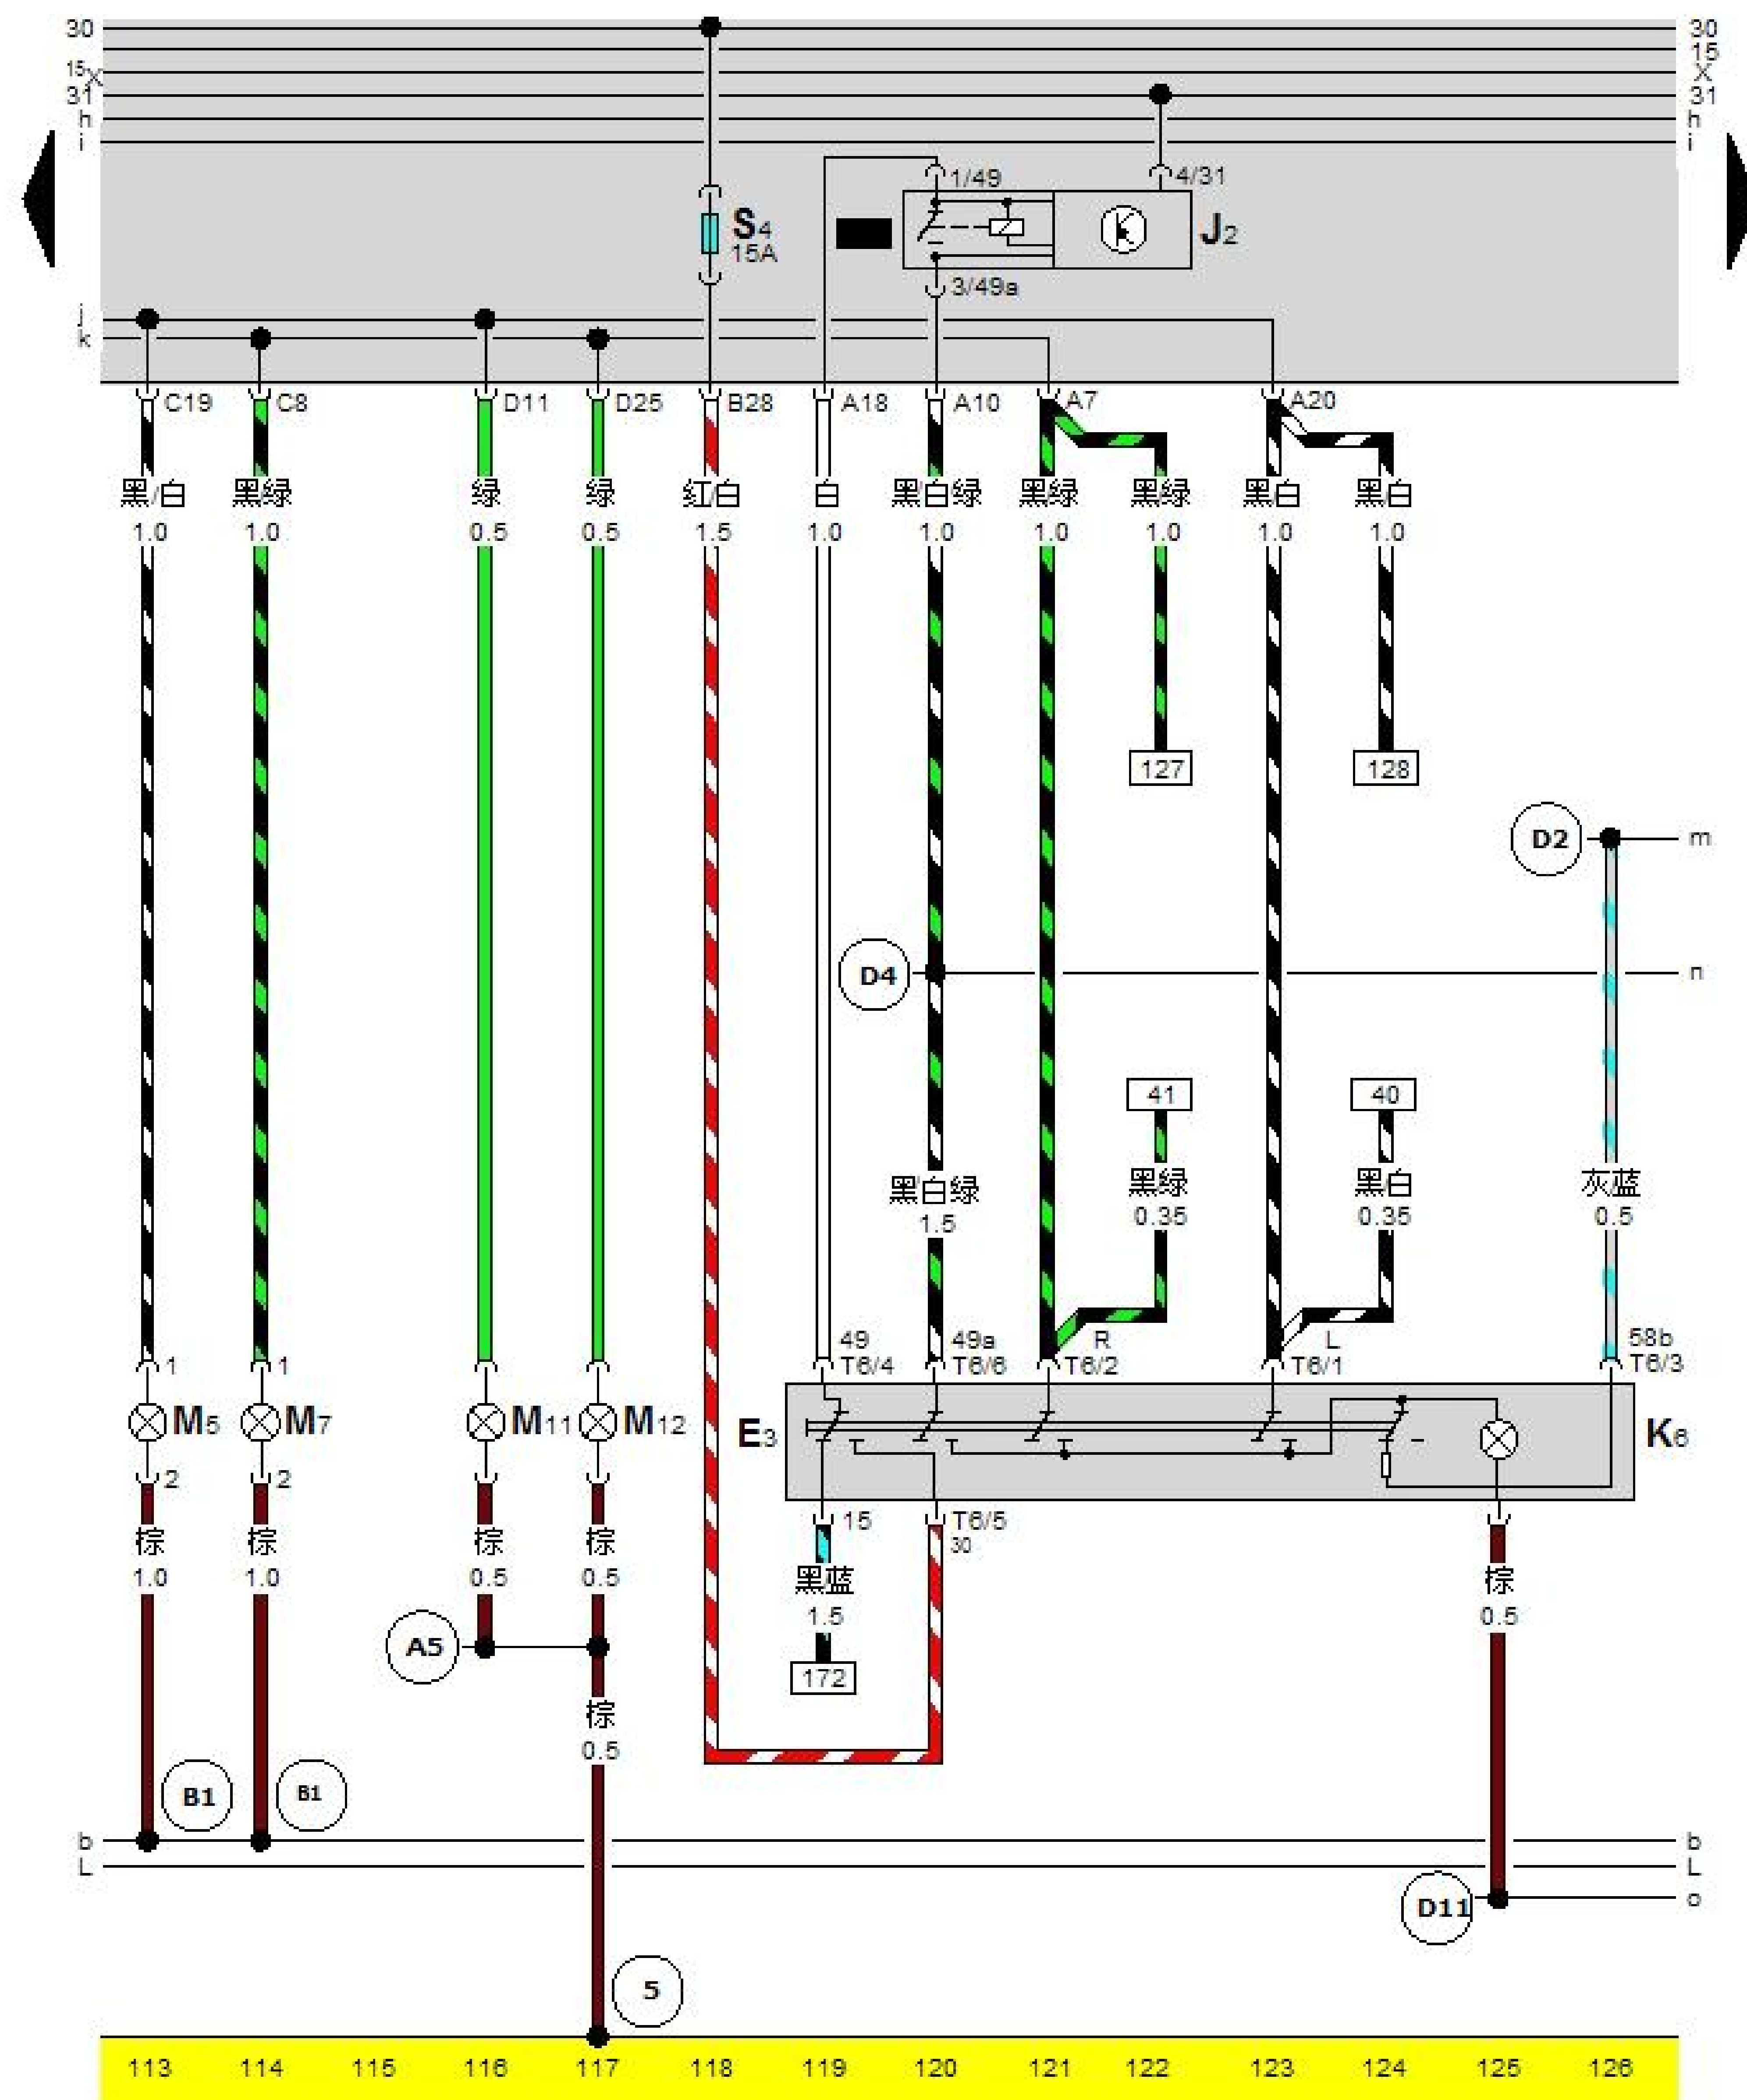 30 30
15
15
X X
31 31
h h
i i
1/49 4/31
S4
15A
J2
3/49a
j
k
C19 C8 D11 D25 B28 A18 A10 A7 A20
黑/白 黑/绿 绿 绿 红/白 白 黑/白绿 黑/绿 黑/绿 黑/白 黑/白
1.0 1.0 0.5 0.5 1.5 1.0 1.0 1.0 1.0 1.0 1.0
127 128
D2 m
D4 n
41 40
黑/白绿 黑/绿 黑/白 灰/蓝
1.5 0.35 0.35 0.5
49 49a R L 58b
1 1 T6/4 T6/6 T6/2 T6/1 T6/3
M5 M7 M11 M12 E3 K6
2 2
15 T6/5
30
棕 棕 棕 棕 黑/蓝 棕
1.0 1.0 0.5 0.5 1.5 0.5
A5
172
棕
0.5
B1 B1
b b
L L
D11 o
5
113 114 115 116 117 118 119 120 121 122 123 124 125 126